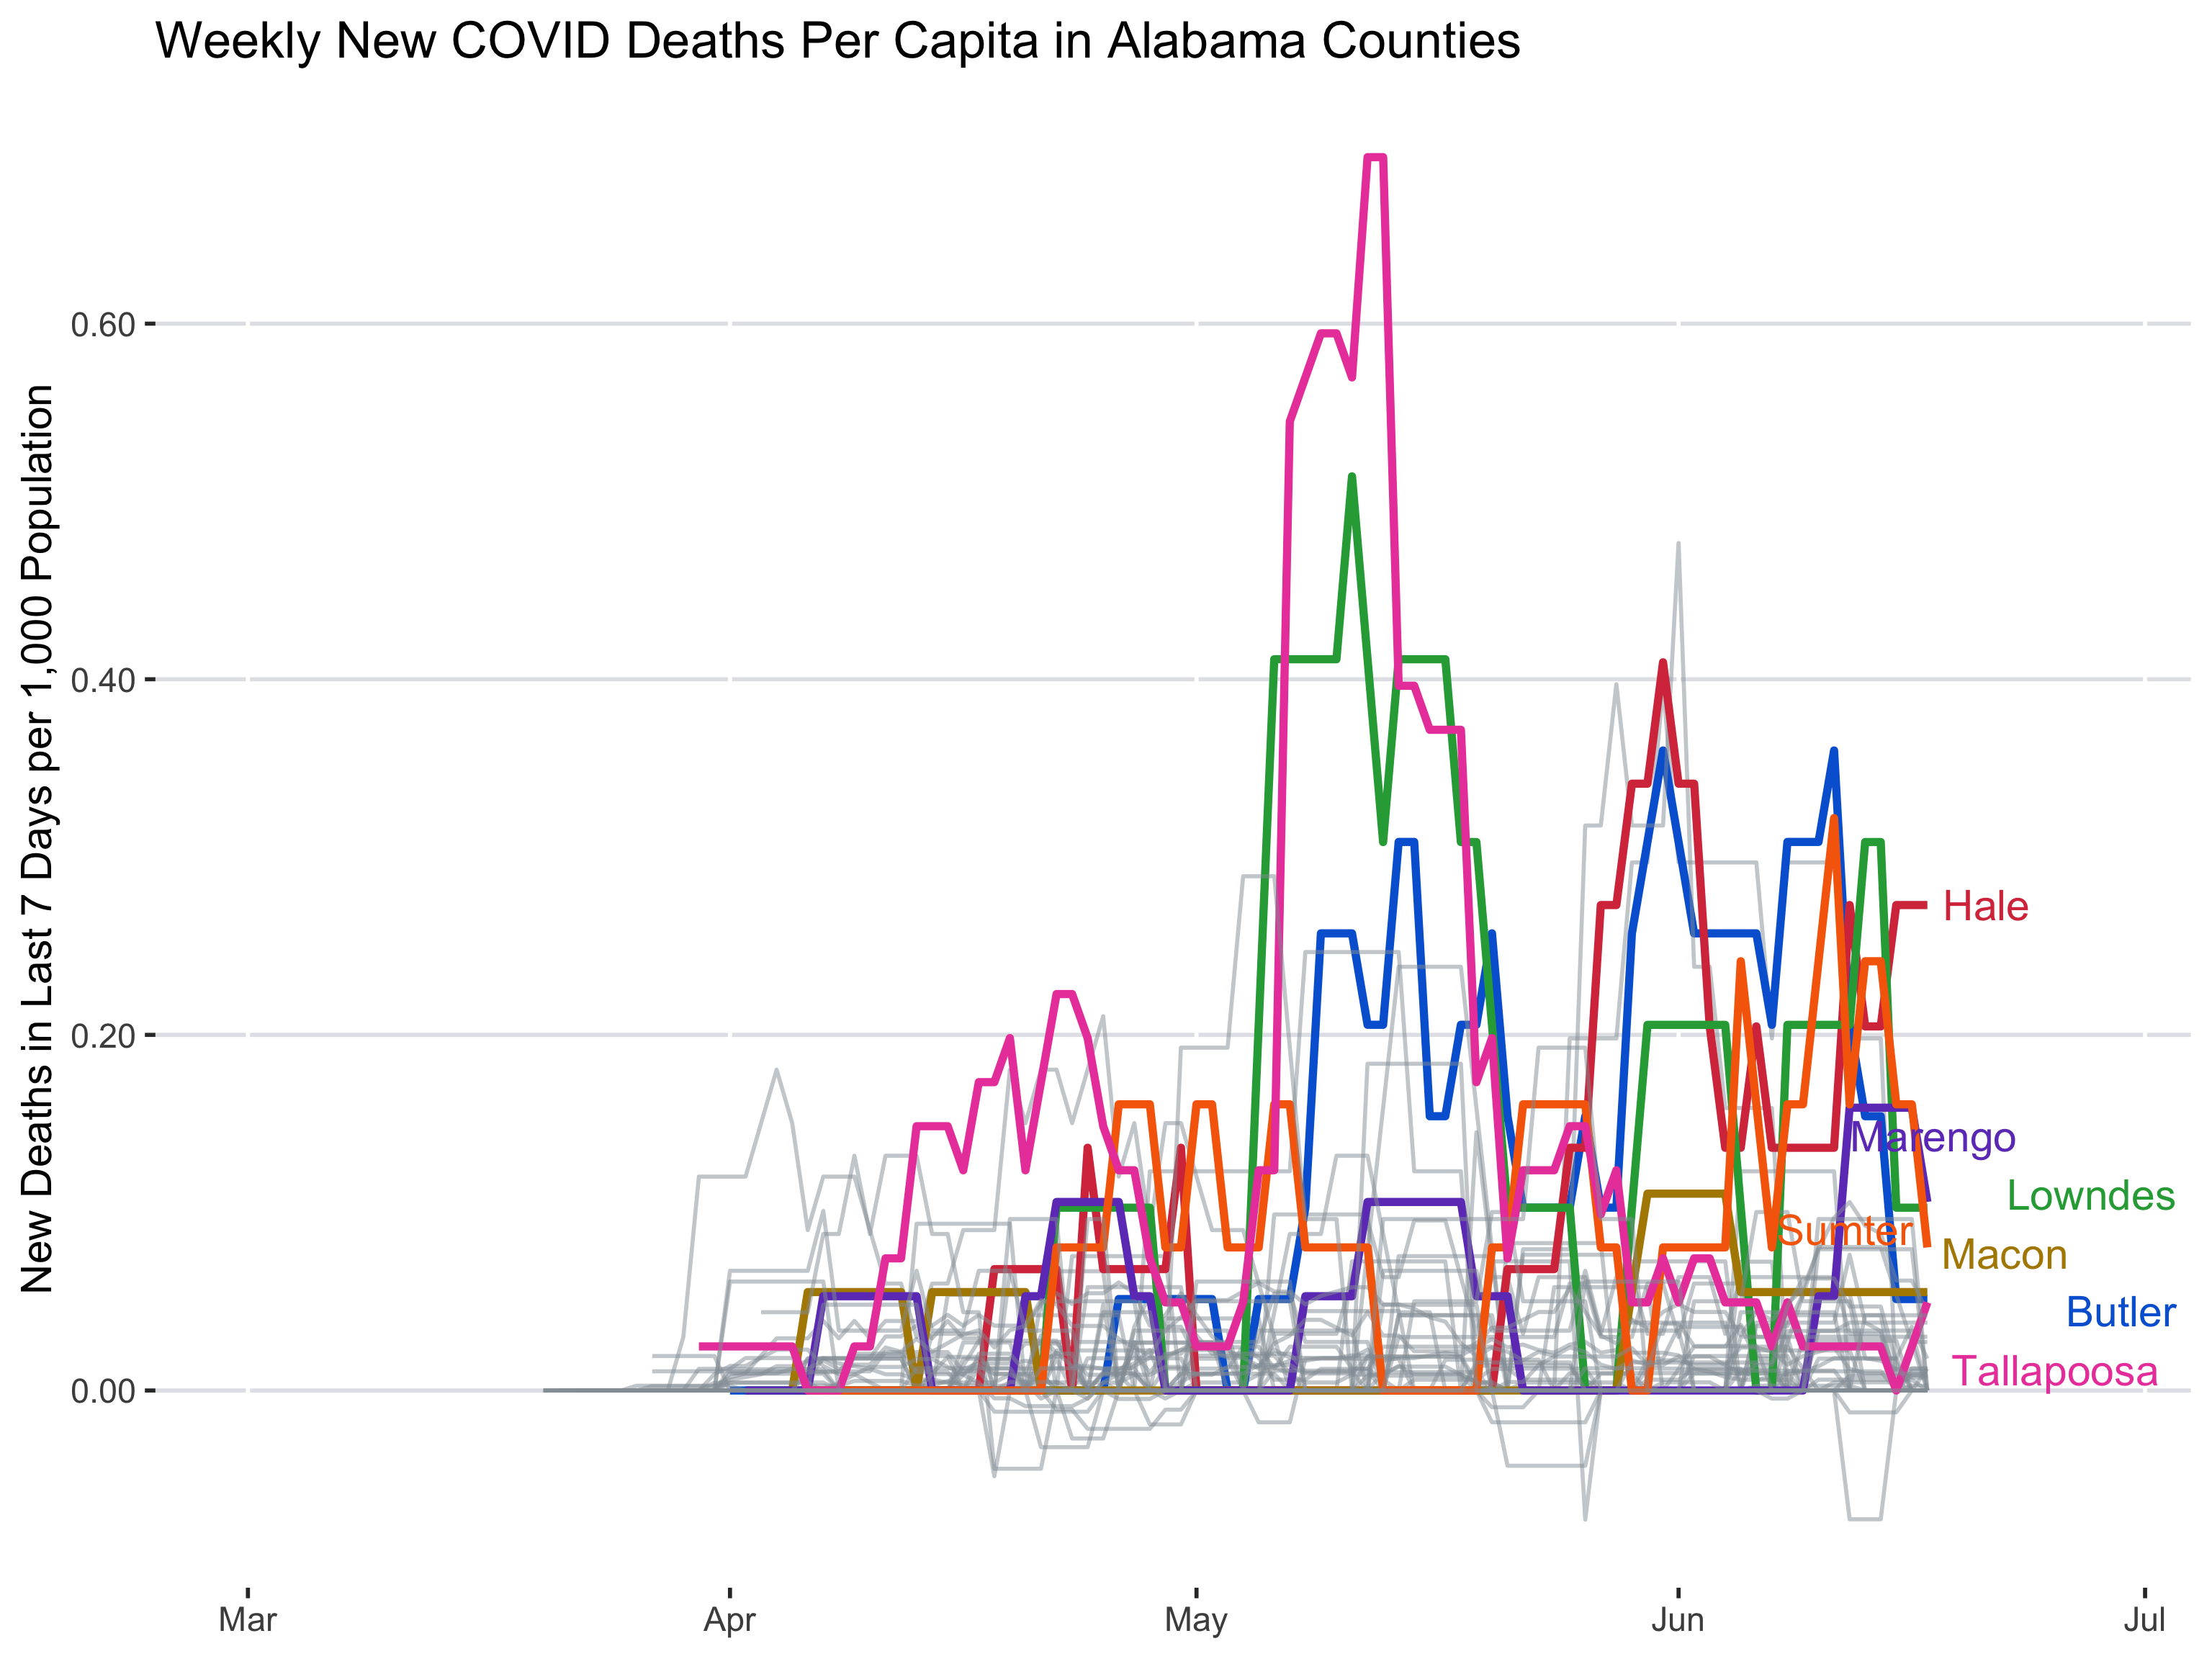 Weekly New COVID Deaths Per Capita in Alabama Counties
New Deaths in Last 7 Days per 1,000 Population
0.60
0.40
0.20
0.00
Hale
Marengo
Lowndes
Sumter
Macon
Butler
Tallapoosa
Mar
Apr
May
Jun
Jul